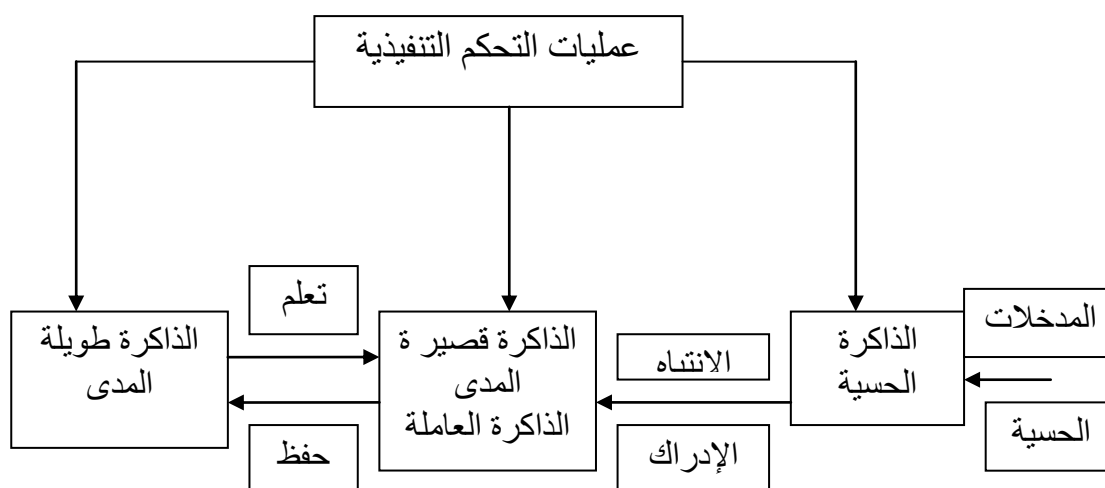 عمليات التحكم التنفيذية
تعلم
المدخلات
الذاكرة
الحسية
الذاكرة قصير ة
المدى
الذاكرة العاملة
الذاكرة طويلة
المدى
الانتباه
الحسية
الإدراك
حفظ